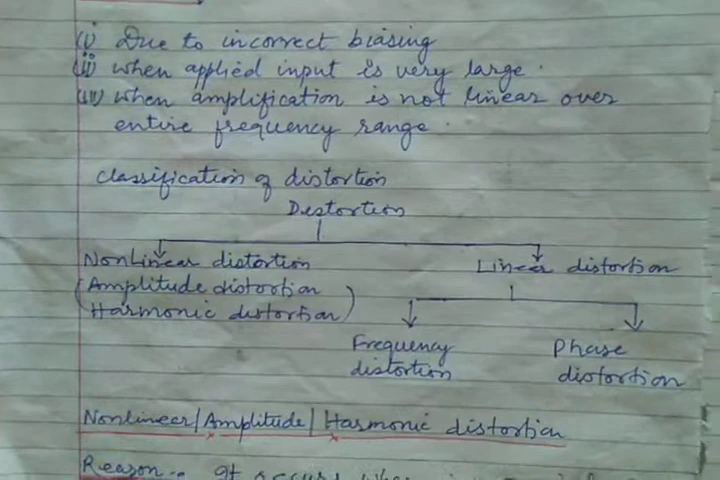 (i) Due to incorrect biasing
(ii) when applied input is very large.
(iii) when amplification is not linear over
entire frequency range.
Classification of distortion
Distortion
NonLinear distortion
Linear distortion
(Amplitude distortion
Harmonic distortion)
Frequency
distortion
Phase
distortion
Nonlinear/Amplitude/Harmonic distortion
Reason - It occurs when